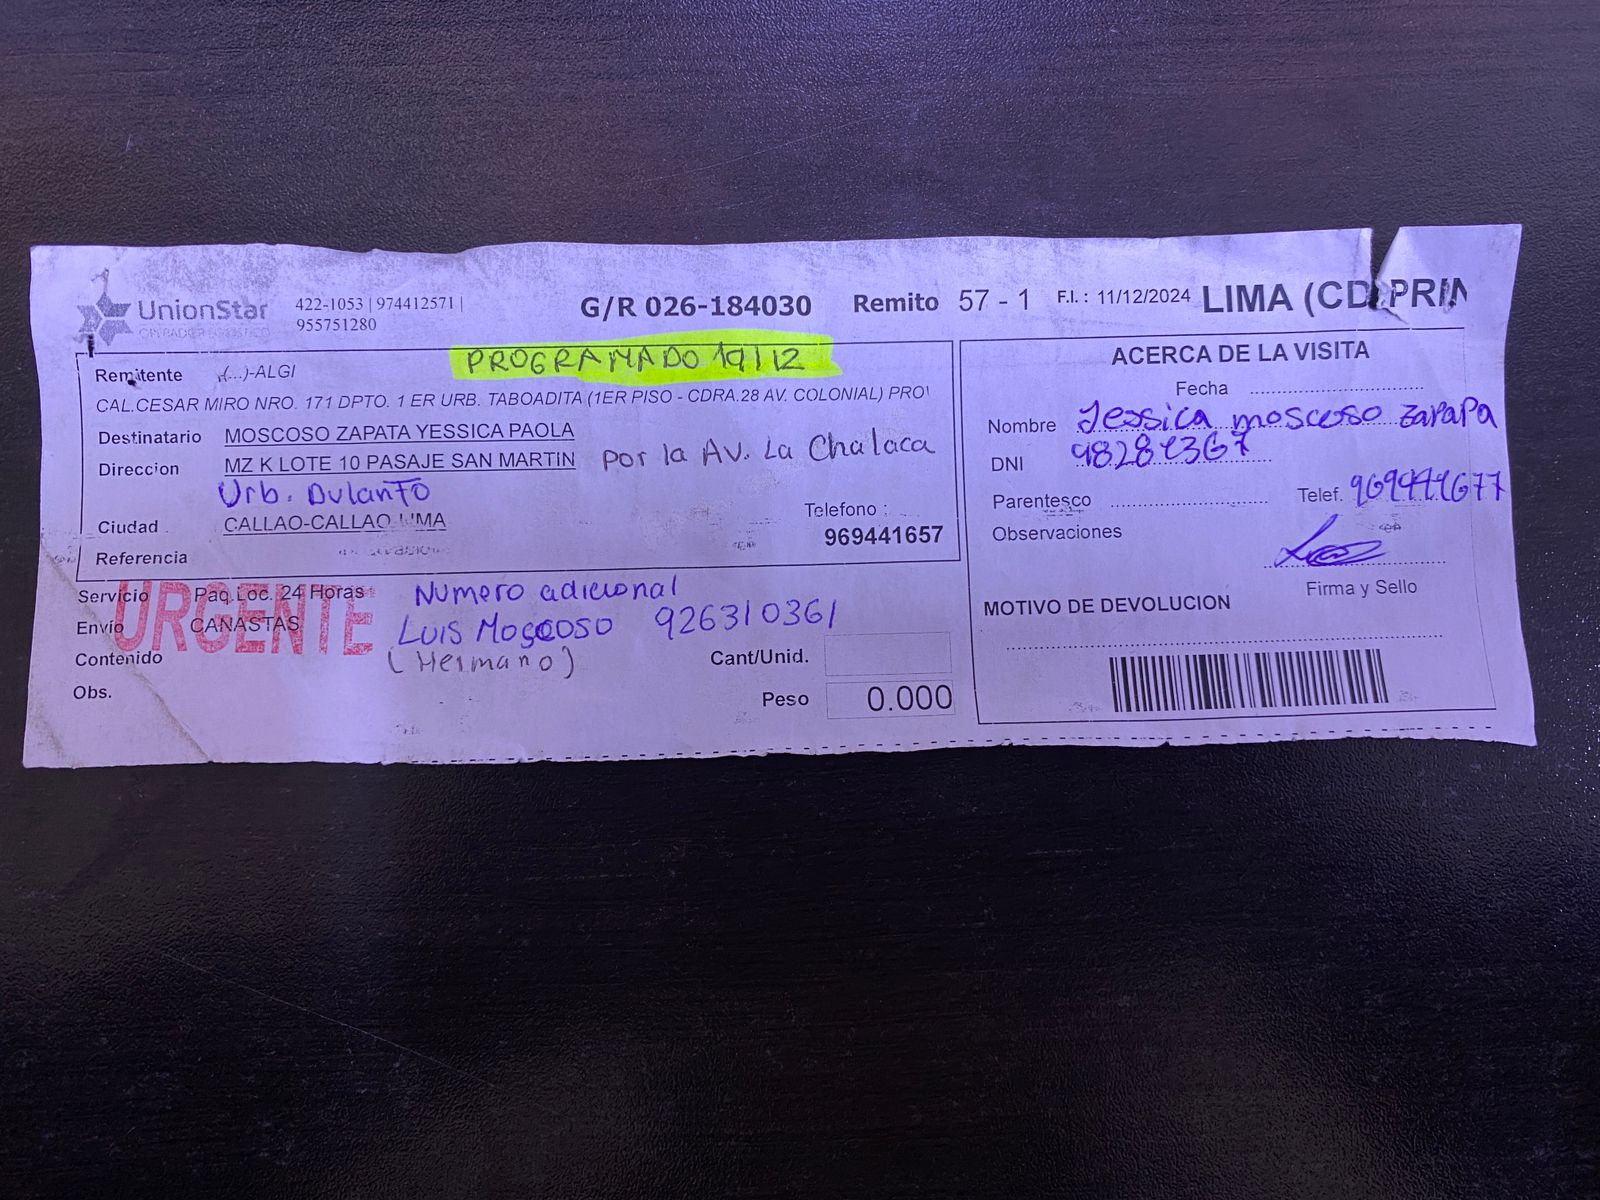 UnionStar
422-1053 | 974412571 |
955751280
G/R 026-184030
Remito 57 - 1
F.I. : 11/12/2024
LIMA (CD PRIN
PROGRAMADO 19/12
Remitente (...)-ALGI
CAL.CESAR MIRO NRO. 171 DPTO. 1 ER URB. TABOADITA (1ER PISO - CDRA.28 AV. COLONIAL) PROV
Destinatario MOSCOSO ZAPATA YESSICA PAOLA
Direccion MZ K LOTE 10 PASAJE SAN MARTIN Por la AV. La Chalaca
Urb. Dulanto
Ciudad CALLAO-CALLAO LIMA
Telefono :
969441657
Referencia
URGENTE
Servicio Paq.Loc. 24 Horas
Envio CANASTAS
Contenido
Obs.
Numero adicional
Luis Moscoso 926310361
(Hermano)
Cant/Unid.
Peso 0.000
ACERCA DE LA VISITA
Fecha
Nombre Jessica moscoso zapapa
DNI
Parentesco Telef.
Observaciones
Firma y Sello
MOTIVO DE DEVOLUCION